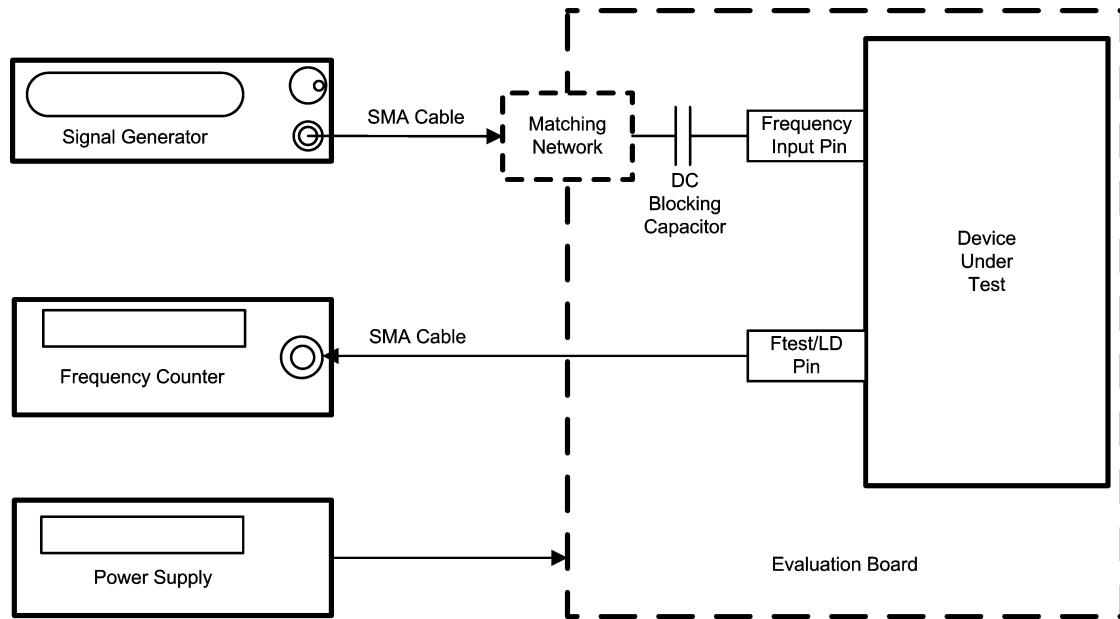 Signal Generator
SMA Cable
Matching
Network
DC
Blocking
Capacitor
Frequency
Input Pin
Device
Under
Test
Frequency Counter
SMA Cable
Ftest/LD
Pin
Power Supply
Evaluation Board